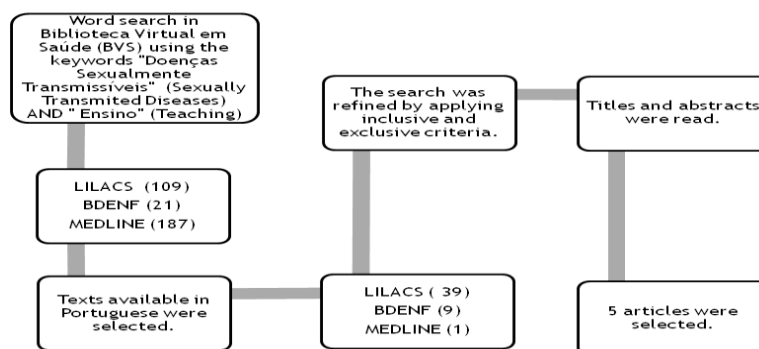 Word search in
Biblioteca Virtual em
Saúde (BVS) using the
keywords "Doenças
Sexualmente
Transmissíveis" (Sexually
Transmited Diseases)
AND " Ensino" (Teaching)
LILACS (109)
BDENF (21)
MEDLINE (187)
Texts available in
Portuguese were
selected.
LILACS ( 39)
BDENF (9)
MEDLINE (1)
The search was
refined by applying
inclusive and
exclusive criteria.
Titles and abstracts
were read.
5 articles were
selected.